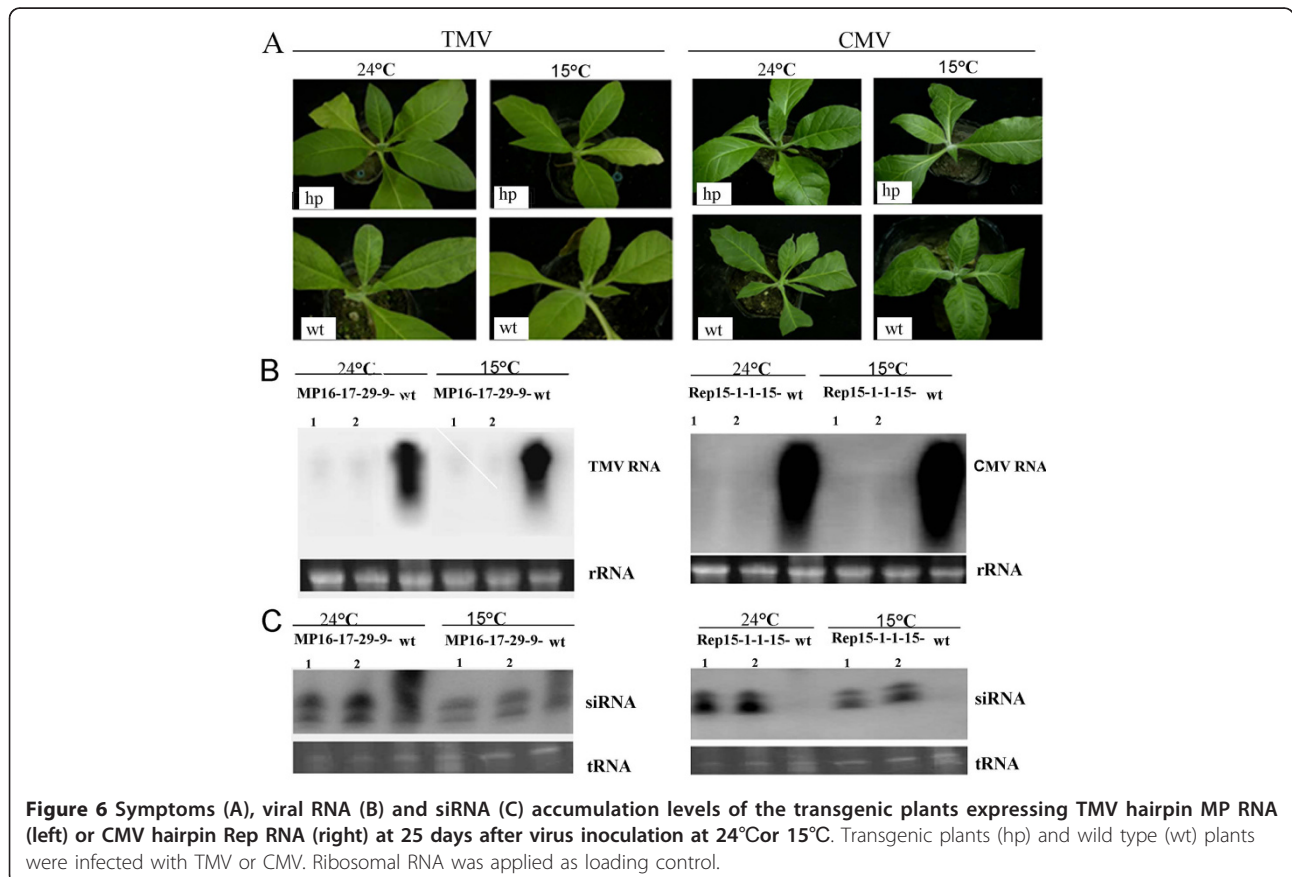 A
TMV
CMV
24°C
15°C
24°C
15°C
hp
hp
hp
hp
wt
wt
wt
wt
B
24°C
15°C
24°C
15°C
MP16-17-29-9- wt
MP16-17-29-9- wt
Rep15-1-1-15- wt
Rep15-1-1-15- wt
1 2 1 2 1 2 1 2
TMV RNA
CMV RNA
rRNA
rRNA
C
24°C
15°C
24°C
15°C
MP16-17-29-9- wt
MP16-17-29-9- wt
Rep15-1-1-15- wt
Rep15-1-1-15- wt
1 2 1 2 1 2 1 2
siRNA
siRNA
tRNA
tRNA
Figure 6 Symptoms (A), viral RNA (B) and siRNA (C) accumulation levels of the transgenic plants expressing TMV hairpin MP RNA
(left) or CMV hairpin Rep RNA (right) at 25 days after virus inoculation at 24°Cor 15°C. Transgenic plants (hp) and wild type (wt) plants
were infected with TMV or CMV. Ribosomal RNA was applied as loading control.